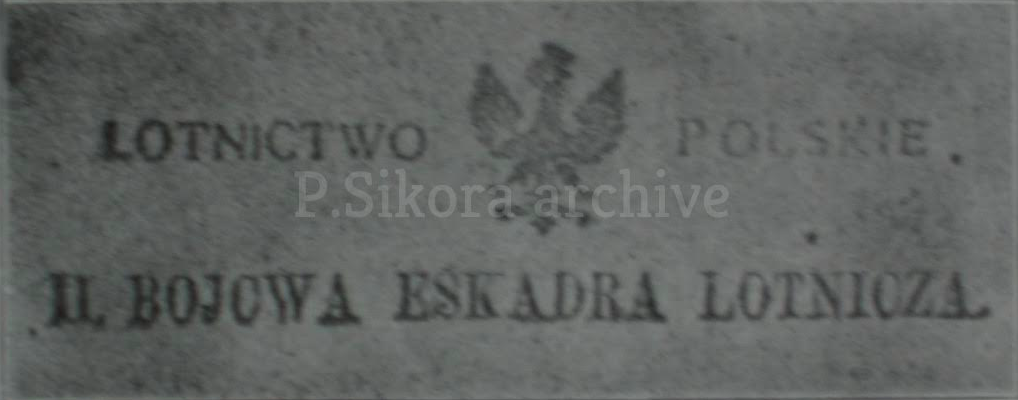 LOTNICTWO POLSKIE.
P.Sikora archive
II. BOJOWA ESKADRA LOTNICZA.